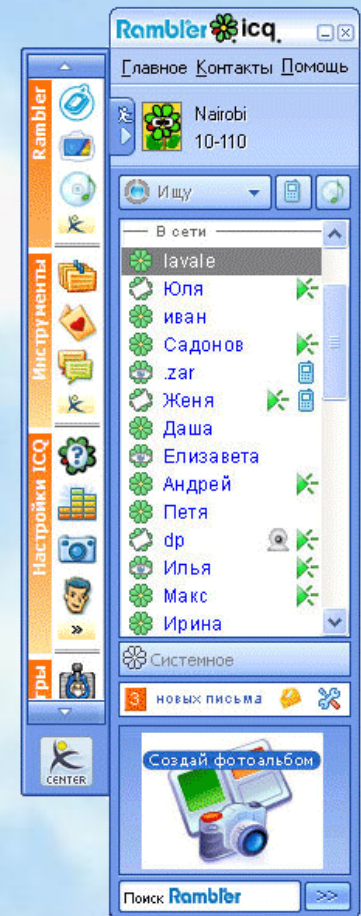 Rambler icq
Главное Контакты Помощь
Nairobi
10-110
Ищу
В сети
lavale
Юля
иван
Садонов
.zar
Женя
Даша
Елизавета
Андрей
Петя
dp
Илья
Макс
Ирина
Системное
3 новых письма
Создай фотоальбом
Поиск Rambler
>>
Rambler
Инструменты
Настройки ICQ
»
гры
CENTER